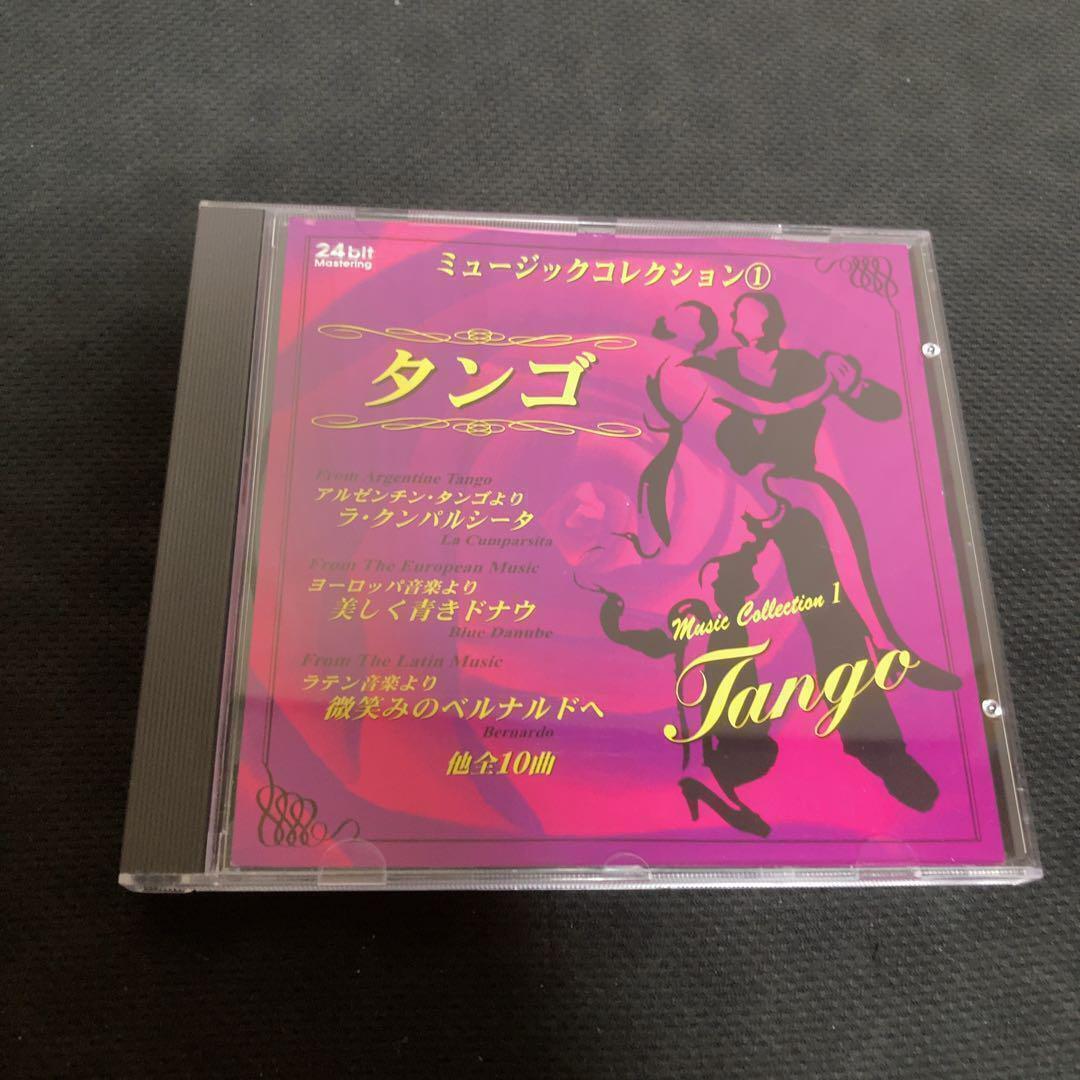 24bit
Mastering
ミュージックコレクション①
タンゴ
From Argentine Tango
アルゼンチン・タンゴより
ラ・クンパルシータ
La Cumparsita
From The European Music
ヨーロッパ音楽より
美しく青きドナウ
Blue Danube
From The Latin Music
ラテン音楽より
微笑みのベルナルドへ
Bernardo
他全10曲
Music Collection 1
Tango